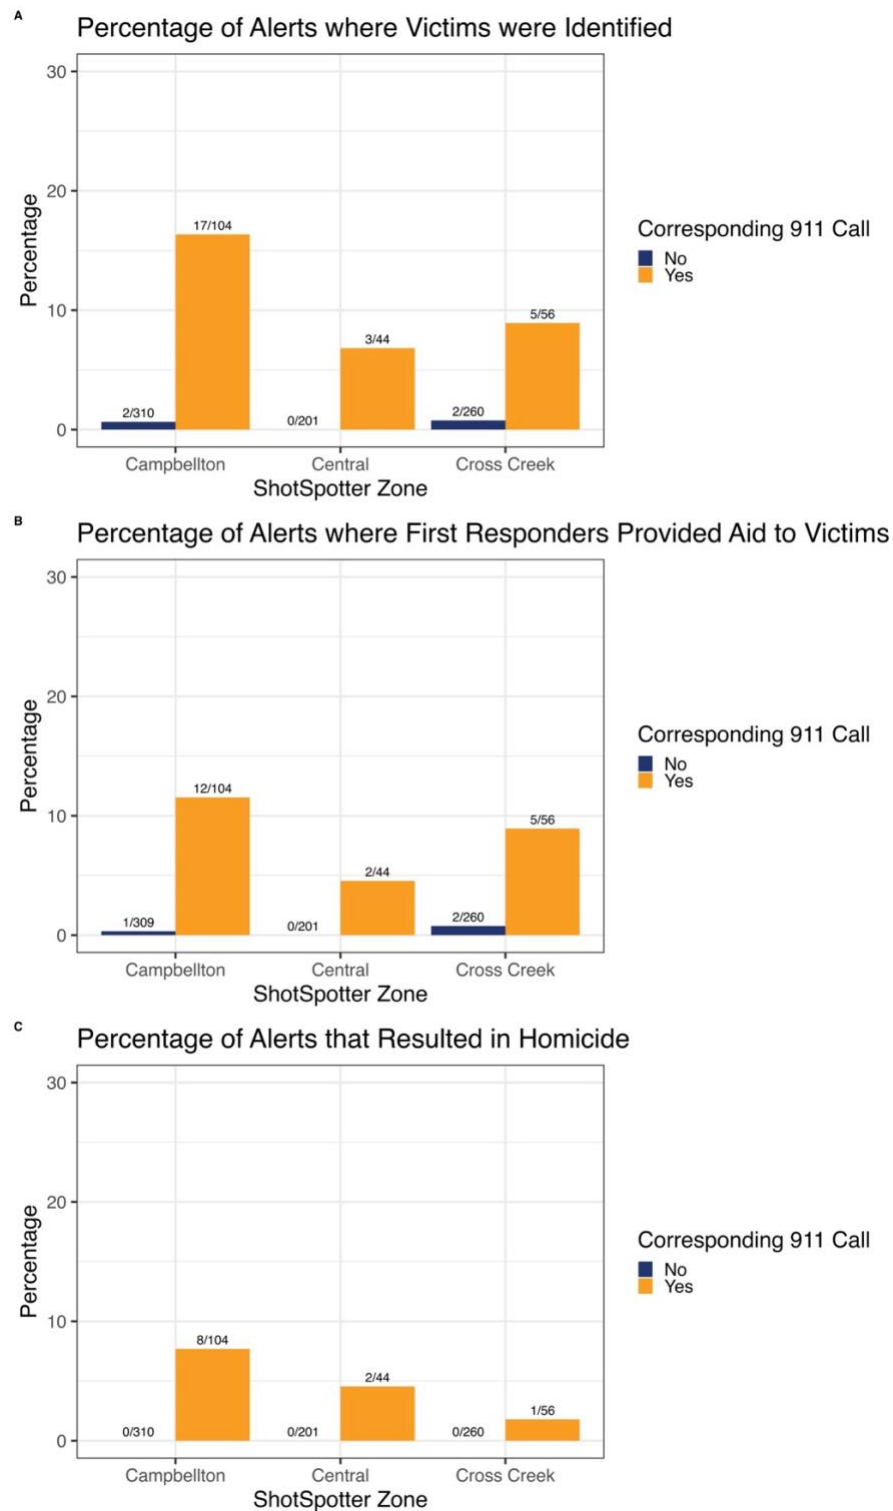 A
Percentage of Alerts where Victims were Identified
30
20
10
0
Percentage
17/104
5/56
3/44
2/310
0/201
2/260
Campbellton Central Cross Creek
ShotSpotter Zone
Corresponding 911 Call
No
Yes
B
Percentage of Alerts where First Responders Provided Aid to Victims
30
20
10
0
Percentage
12/104
5/56
2/44
1/309
0/201
2/260
Campbellton Central Cross Creek
ShotSpotter Zone
Corresponding 911 Call
No
Yes
C
Percentage of Alerts that Resulted in Homicide
30
20
10
0
Percentage
8/104
2/44
1/56
0/310
0/201
0/260
Campbellton Central Cross Creek
ShotSpotter Zone
Corresponding 911 Call
No
Yes